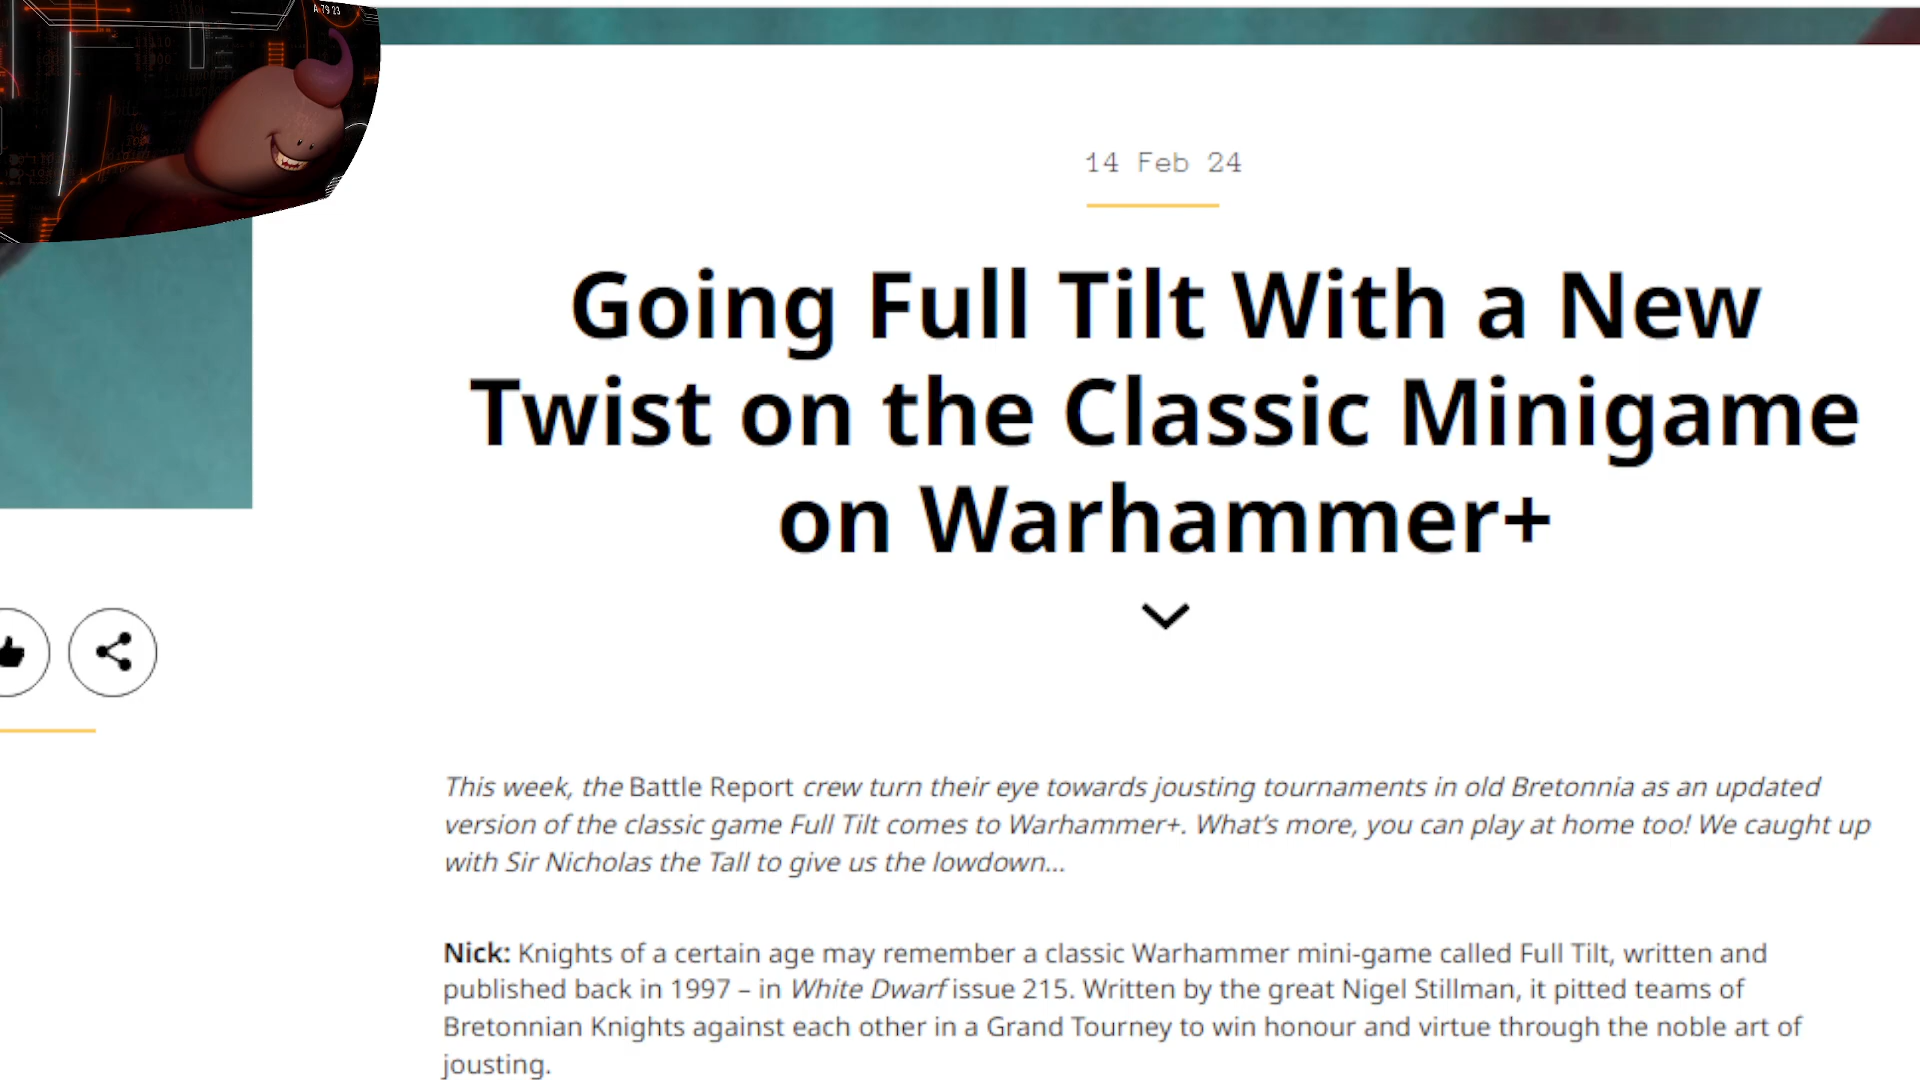 A-79 23
14 Feb 24
Going Full Tilt With a New
Twist on the Classic Minigame
on Warhammer+
This week, the Battle Report crew turn their eye towards jousting tournaments in old Bretonnia as an updated
version of the classic game Full Tilt comes to Warhammer+. What's more, you can play at home too! We caught up
with Sir Nicholas the Tall to give us the lowdown...
Nick: Knights of a certain age may remember a classic Warhammer mini-game called Full Tilt, written and
published back in 1997 – in White Dwarf issue 215. Written by the great Nigel Stillman, it pitted teams of
Bretonnian Knights against each other in a Grand Tourney to win honour and virtue through the noble art of
jousting.